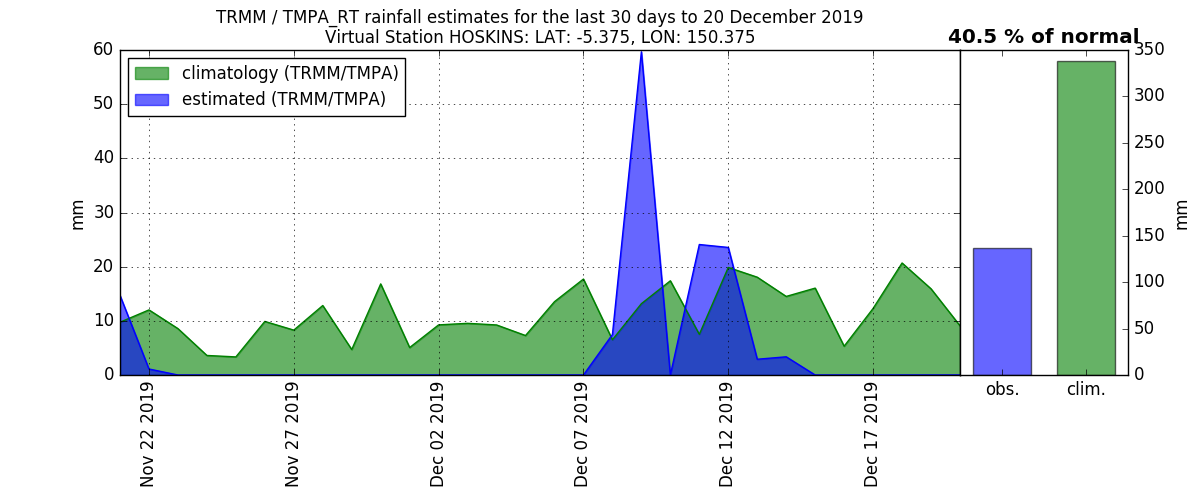 TRMM / TMPA_RT rainfall estimates for the last 30 days to 20 December 2019
Virtual Station HOSKINS: LAT: -5.375, LON: 150.375
40.5 % of normal
climatology (TRMM/TMPA)
estimated (TRMM/TMPA)
60
50
40
30
20
10
0
mm
Nov 22 2019
Nov 27 2019
Dec 02 2019
Dec 07 2019
Dec 12 2019
Dec 17 2019
350
300
250
200
150
100
50
0
mm
obs.
clim.